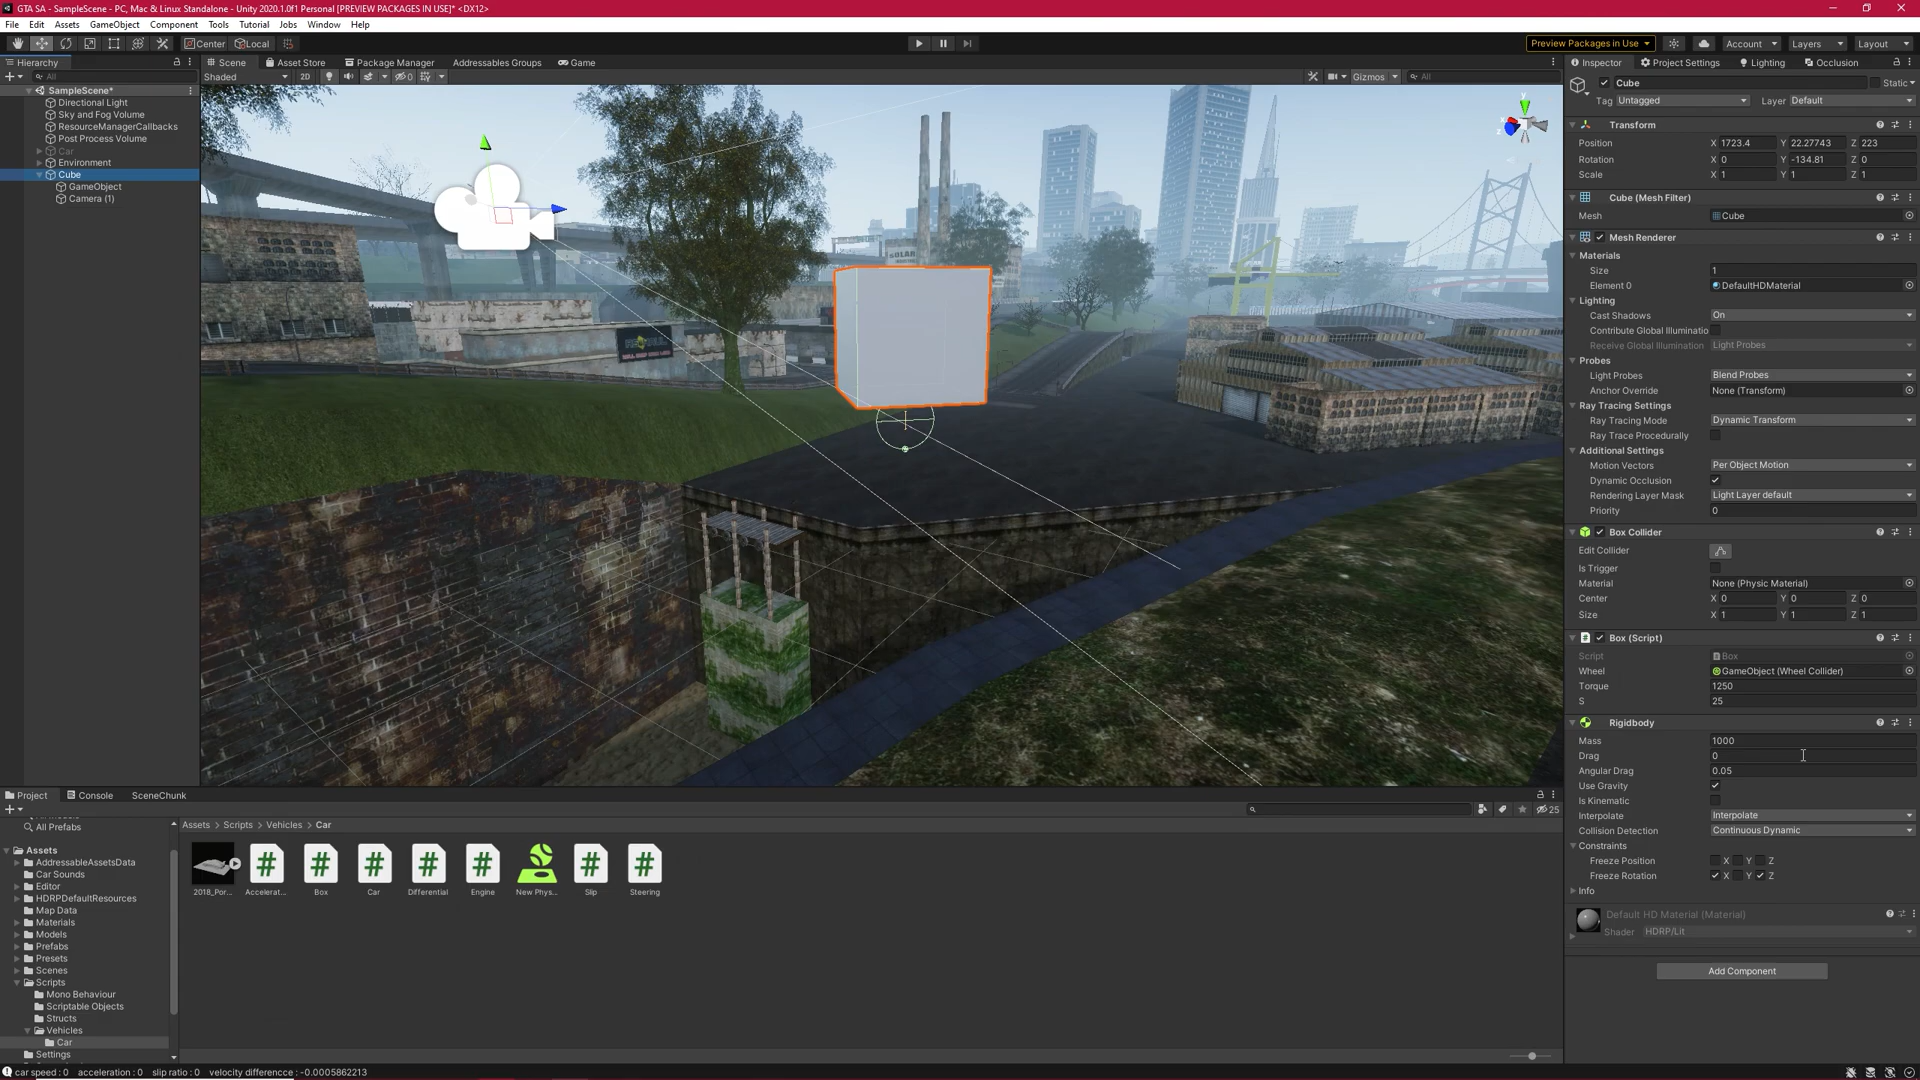 GTA SA - SampleScene - PC, Mac & Linux Standalone - Unity 2020.1.0f1 Personal [PREVIEW PACKAGES IN USE]* <DX12>
File Edit Assets GameObject Component Tools Tutorial Jobs Window Help
Center Local Preview Packages in Use Account Layers Layout
Hierarchy Scene Asset Store Package Manager Addressables Groups Game Inspector Project Settings Lighting Occlusion
All Shaded 2D 0 Gizmos All
SampleScene*
Directional Light
Sky and Fog Volume
ResourceManagerCallbacks
Post Process Volume
Car
Environment
Cube
GameObject
Camera (1)
y
z
SOLAR
Cube Static
Tag Untagged Layer Default
Transform
Position X 1723.4 Y 22.27743 Z 223
Rotation X 0 Y -134.81 Z 0
Scale X 1 Y 1 Z 1
Cube (Mesh Filter)
Mesh Cube
Mesh Renderer
Materials
Size 1
Element 0 DefaultHDMaterial
Lighting
Cast Shadows On
Contribute Global Illuminatio
Receive Global Illumination Light Probes
Probes
Light Probes Blend Probes
Anchor Override None (Transform)
Ray Tracing Settings
Ray Tracing Mode Dynamic Transform
Ray Trace Procedurally
Additional Settings
Motion Vectors Per Object Motion
Dynamic Occlusion
Rendering Layer Mask Light Layer default
Priority 0
Box Collider
Edit Collider
Is Trigger
Material None (Physic Material)
Center X 0 Y 0 Z 0
Size X 1 Y 1 Z 1
Box (Script)
Script Box
Wheel GameObject (Wheel Collider)
Torque 1250
S 25
Rigidbody
Mass 1000
Drag 0
Angular Drag 0.05
Use Gravity
Is Kinematic
Interpolate Interpolate
Collision Detection Continuous Dynamic
Constraints
Freeze Position X Y Z
Freeze Rotation X Y Z
Info
Default HD Material (Material)
Shader HDRP/Lit
Add Component
Project Console SceneChunk
25
All Prefabs
Assets
AddressableAssetsData
Car Sounds
Editor
HDRPDefaultResources
Map Data
Materials
Models
Prefabs
Presets
Scenes
Scripts
Mono Behaviour
Scriptable Objects
Structs
Vehicles
Car
Settings
Assets > Scripts > Vehicles > Car
2018_Por... Accelerat... Box Car Differential Engine New Phys... Slip Steering
car speed : 0 acceleration : 0 slip ratio : 0 velocity differencce : -0.0005862213